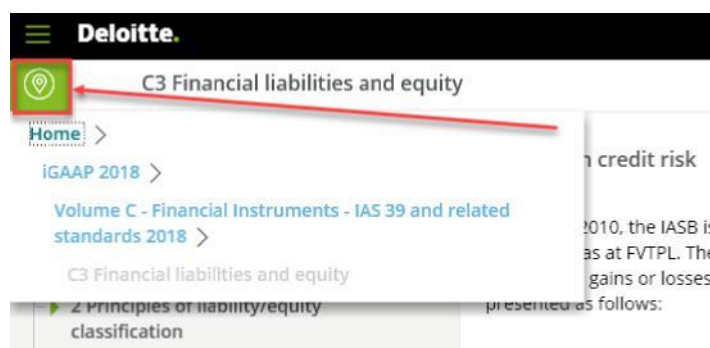 Deloitte.
C3 Financial liabilities and equity
Home >
iGAAP 2018 >
Volume C - Financial Instruments - IAS 39 and related
standards 2018 >
C3 Financial liabilities and equity
2 Principles of liability/equity
classification
credit risk
2010, the IASB
as at FVTPL. The
gains or losses
presented as follows: